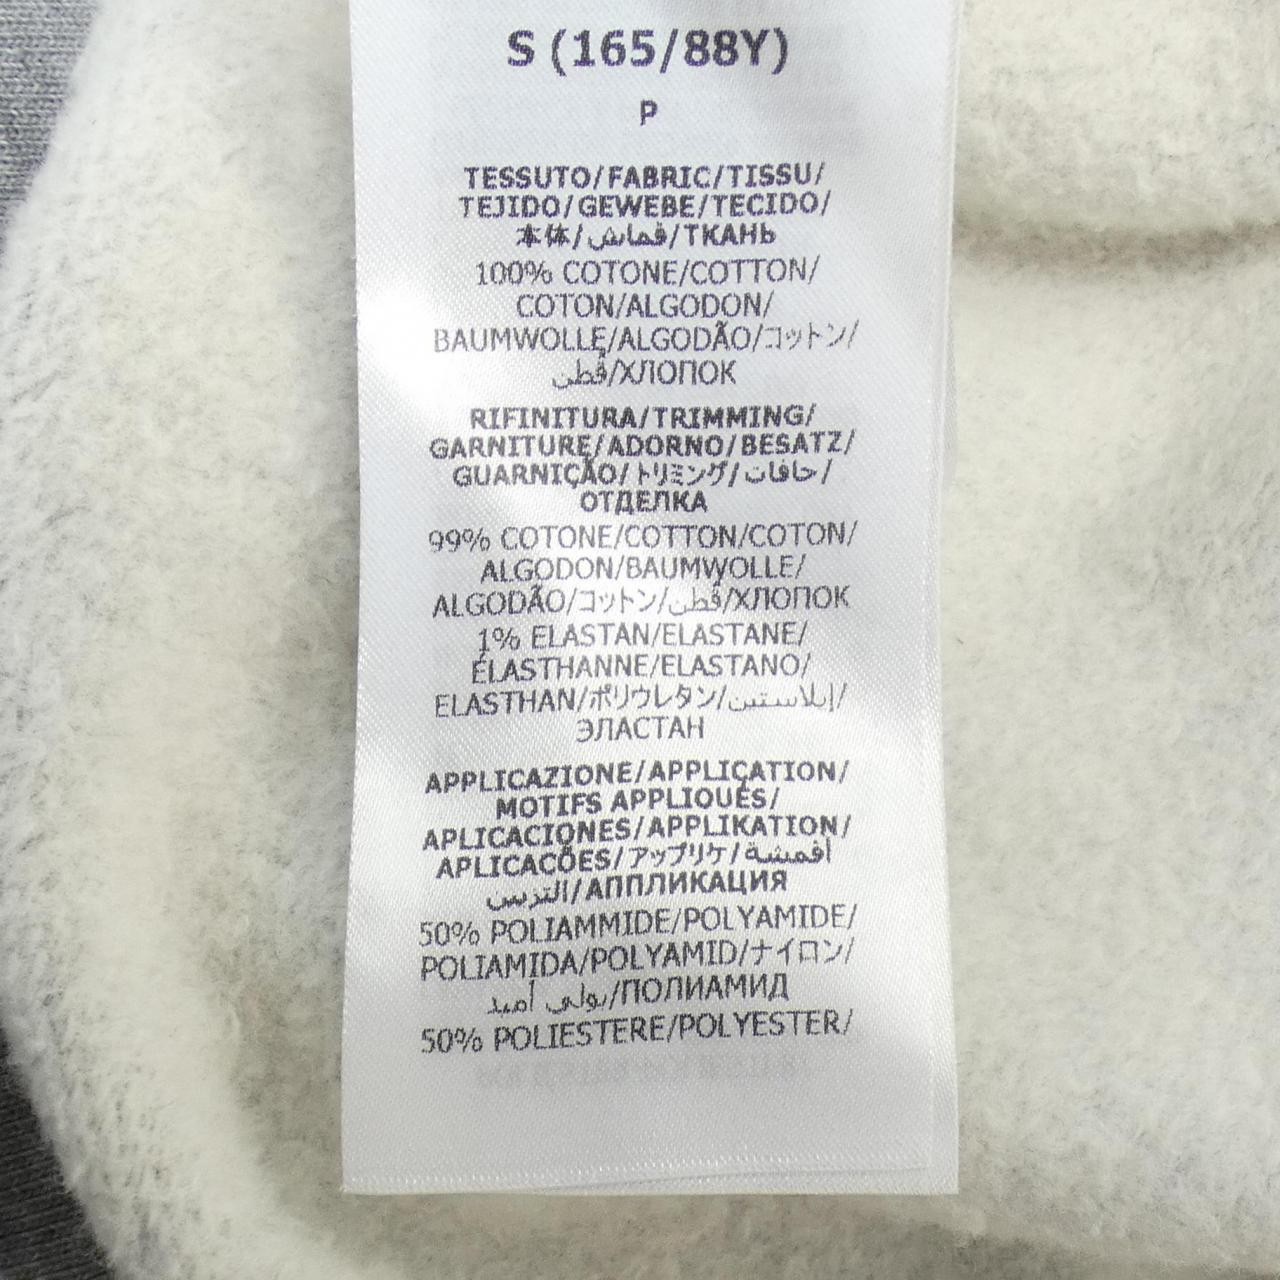 S (165/88Y)
P
TESSUTO/FABRIC/TISSU/
TEJIDO/GEWEBE/TECIDO/
本体/قماش/ТКАНЬ
100% COTONE/COTTON/
COTON/ALGODON/
BAUMWOLLE/ALGODÃO/コットン/
قطن/ХЛОПОК
RIFINITURA/TRIMMING/
GARNITURE/ADORNO/BESATZ/
GUARNIÇÃO/トリミング/حافات/
ОТДЕЛКА
99% COTONE/COTTON/COTON/
ALGODON/BAUMWOLLE/
ALGODÃO/コットン/قطن/ХЛОПОК
1% ELASTAN/ELASTANE/
ÉLASTHANNE/ELASTANO/
ELASTHAN/ポリウレタン/إيلاستين/
ЭЛАСТАН
APPLICAZIONE/APPLICATION/
MOTIFS APPLIQUÉS/
APLICACIONES/APPLIKATION/
APLICACÕES/アップリケ/أقمشة
التزيين/АППЛИКАЦИЯ
50% POLIAMMIDE/POLYAMIDE/
POLIAMIDA/POLYAMID/ナイロン/
بولي أميد/ПОЛИАМИД
50% POLIESTERE/POLYESTER/